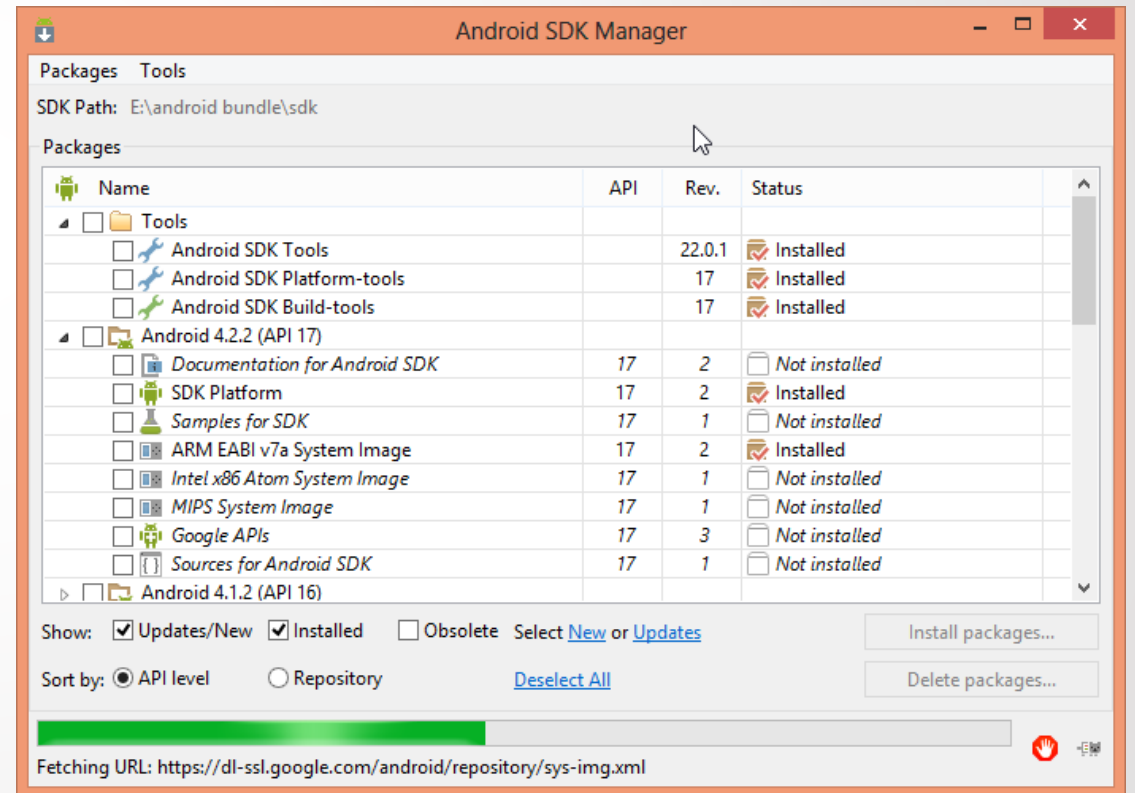 Android SDK Manager
Packages Tools
SDK Path: E:\android bundle\sdk
Packages
Name API Rev. Status
Tools
Android SDK Tools 22.0.1 Installed
Android SDK Platform-tools 17 Installed
Android SDK Build-tools 17 Installed
Android 4.2.2 (API 17)
Documentation for Android SDK 17 2 Not installed
SDK Platform 17 2 Installed
Samples for SDK 17 1 Not installed
ARM EABI v7a System Image 17 2 Installed
Intel x86 Atom System Image 17 1 Not installed
MIPS System Image 17 1 Not installed
Google APIs 17 3 Not installed
Sources for Android SDK 17 1 Not installed
Android 4.1.2 (API 16)
Show: Updates/New Installed Obsolete Select New or Updates Install packages...
Sort by: API level Repository Deselect All Delete packages...
Fetching URL: https://dl-ssl.google.com/android/repository/sys-img.xml